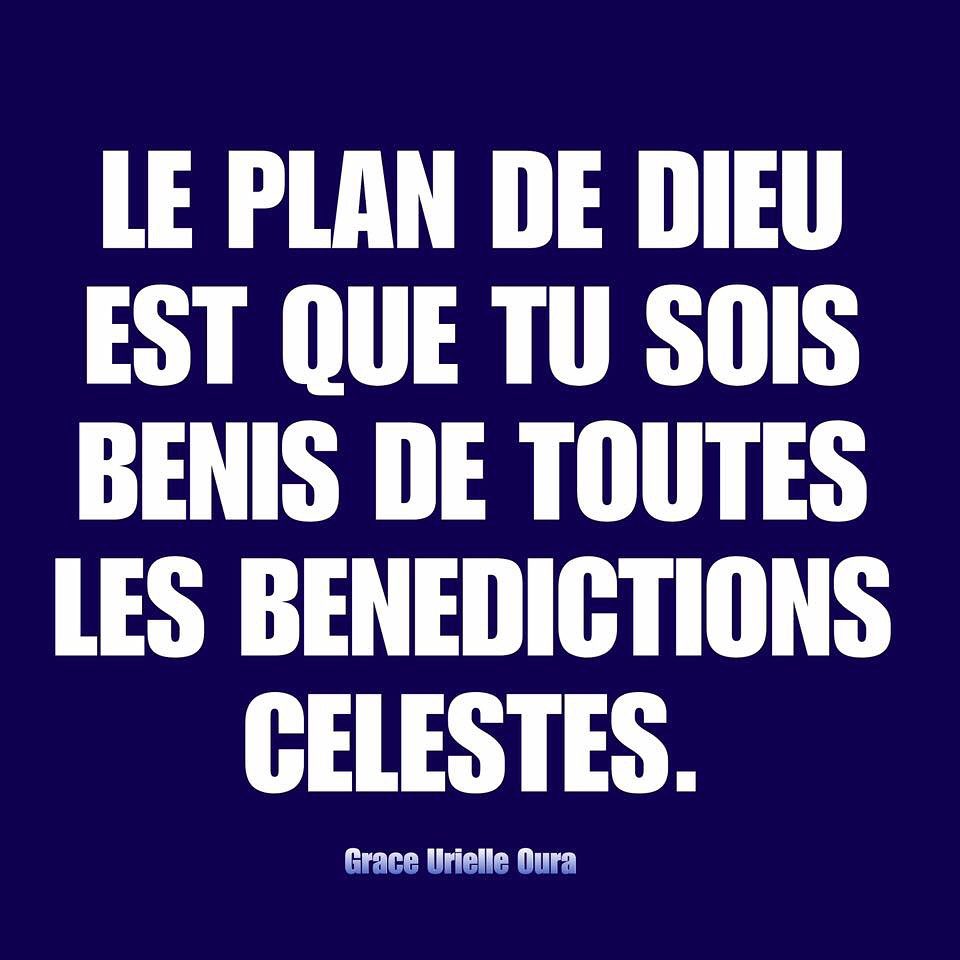 LE PLAN DE DIEU
EST QUE TU SOIS
BENIS DE TOUTES
LES BENEDICTIONS
CELESTES.
Grace Urielle Oura